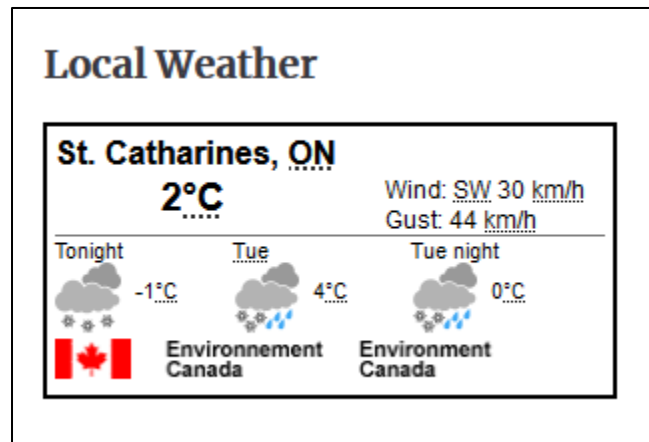 Local Weather
St. Catharines, ON
2°C
Wind: SW 30 km/h
Gust: 44 km/h
Tonight Tue Tue night
-1°C 4°C 0°C
Environnement Environment
Canada Canada